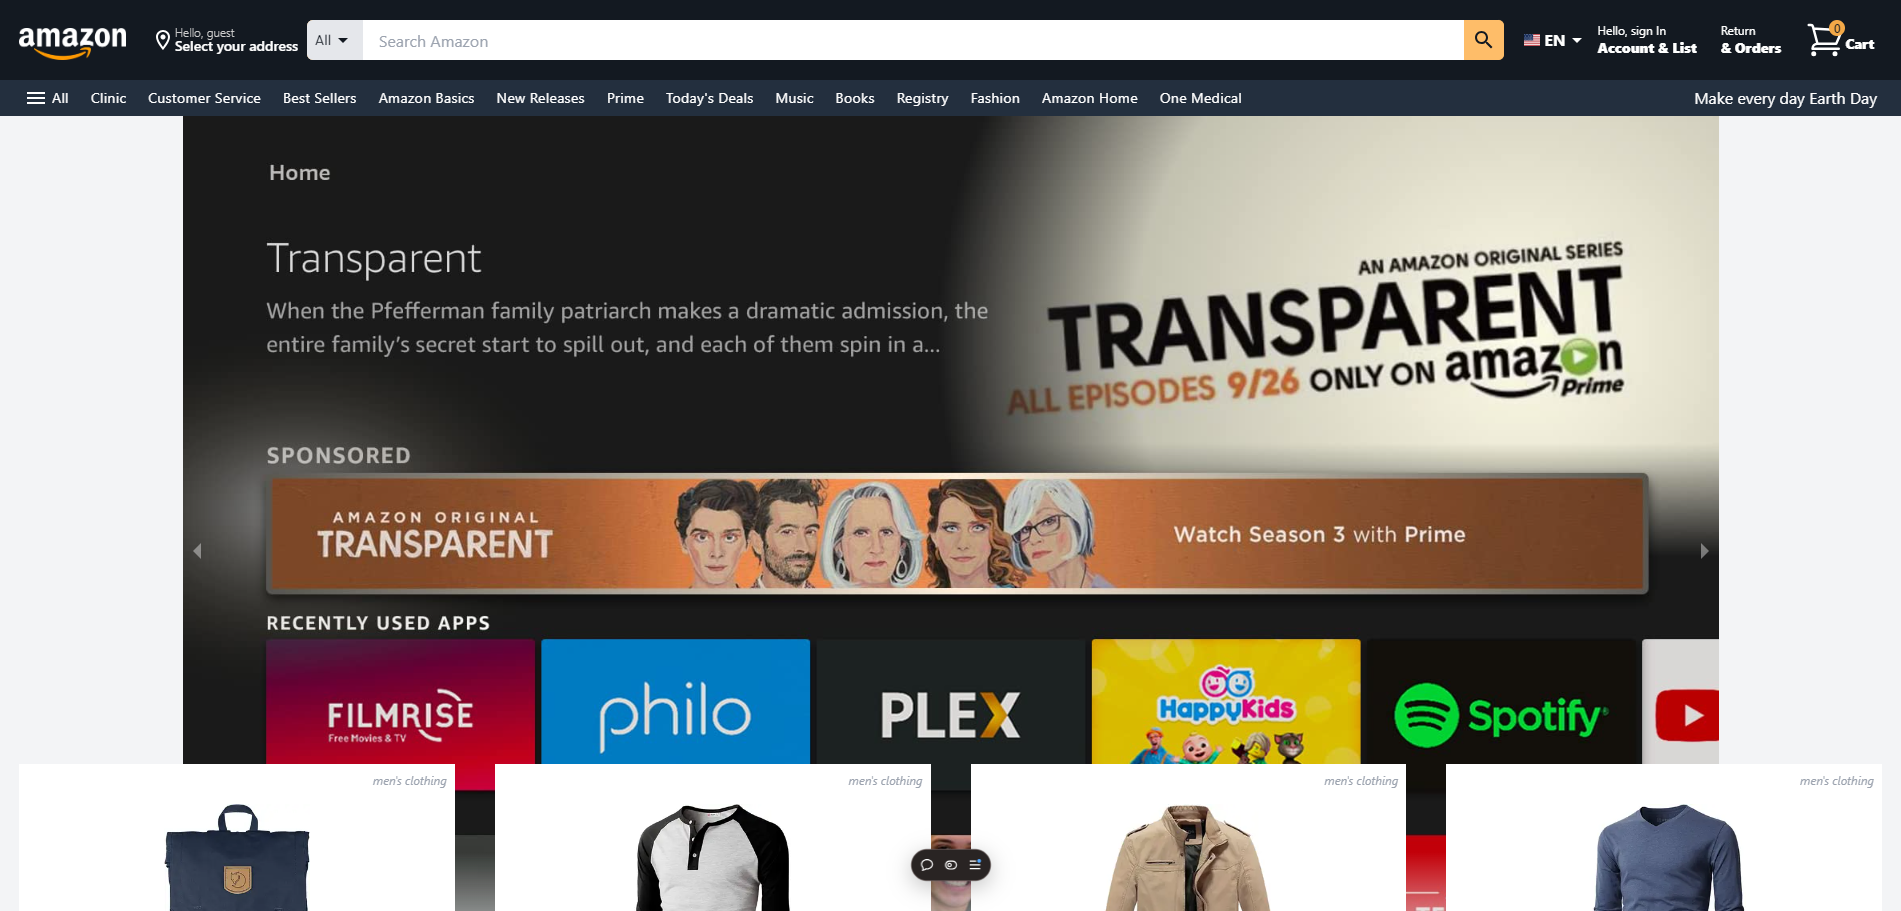 amazon
Hello, guest
Select your address
All
Search Amazon
EN
Hello, sign In
Account & List
Return
& Orders
0
Cart
All
Clinic
Customer Service
Best Sellers
Amazon Basics
New Releases
Prime
Today's Deals
Music
Books
Registry
Fashion
Amazon Home
One Medical
Make every day Earth Day
Home
Transparent
When the Pfefferman family patriarch makes a dramatic admission, the
entire family’s secret start to spill out, and each of them spin in a...
AN AMAZON ORIGINAL SERIES
TRANSPARENT
ALL EPISODES 9/26 ONLY ON amazon
Prime
SPONSORED
AMAZON ORIGINAL
TRANSPARENT
Watch Season 3 with Prime
RECENTLY USED APPS
FILMRISE
Free Movies & TV
philo
PLEX
HappyKids
Spotify
men's clothing
men's clothing
men's clothing
men's clothing